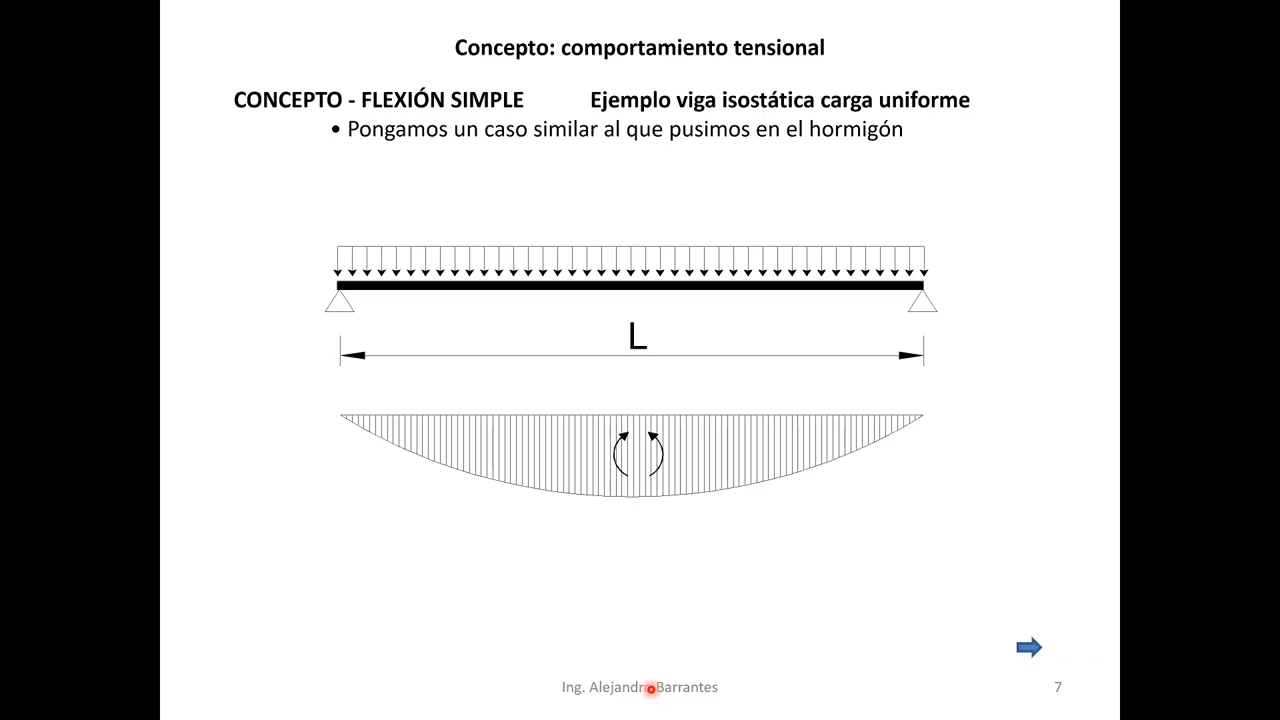 Concepto: comportamiento tensional
CONCEPTO - FLEXIÓN SIMPLE Ejemplo viga isostática carga uniforme
• Pongamos un caso similar al que pusimos en el hormigón
L
Ing. Alejandro Barrantes 7